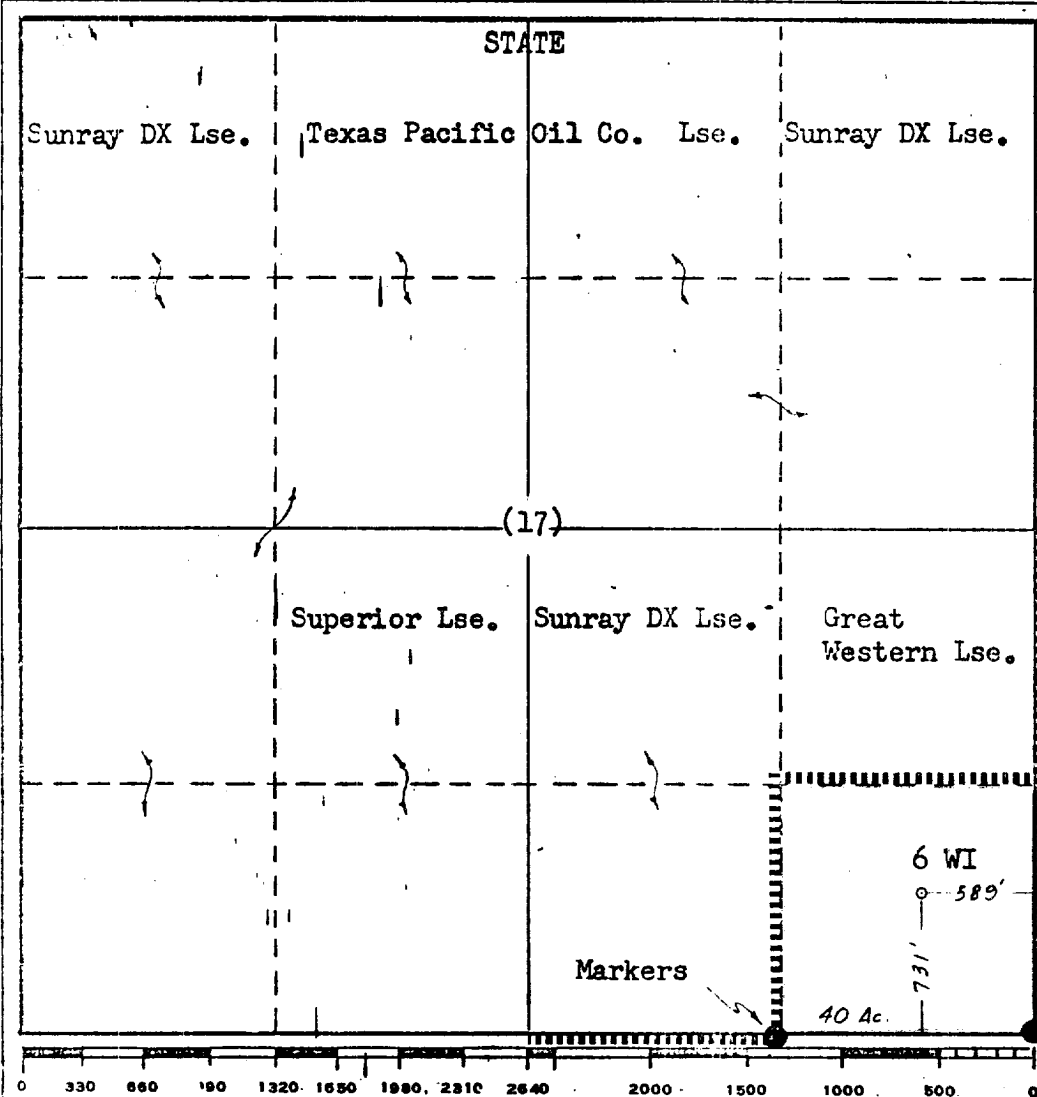 STATE
Sunray DX Lse. Texas Pacific Oil Co. Lse. Sunray DX Lse.
(17)
Superior Lse. Sunray DX Lse. Great
Western Lse.
6 WI
589'
731'
Markers
40 Ac.
0 330 660 990 1320 1650 1980 2310 2640 2000 1500 1000 500 0